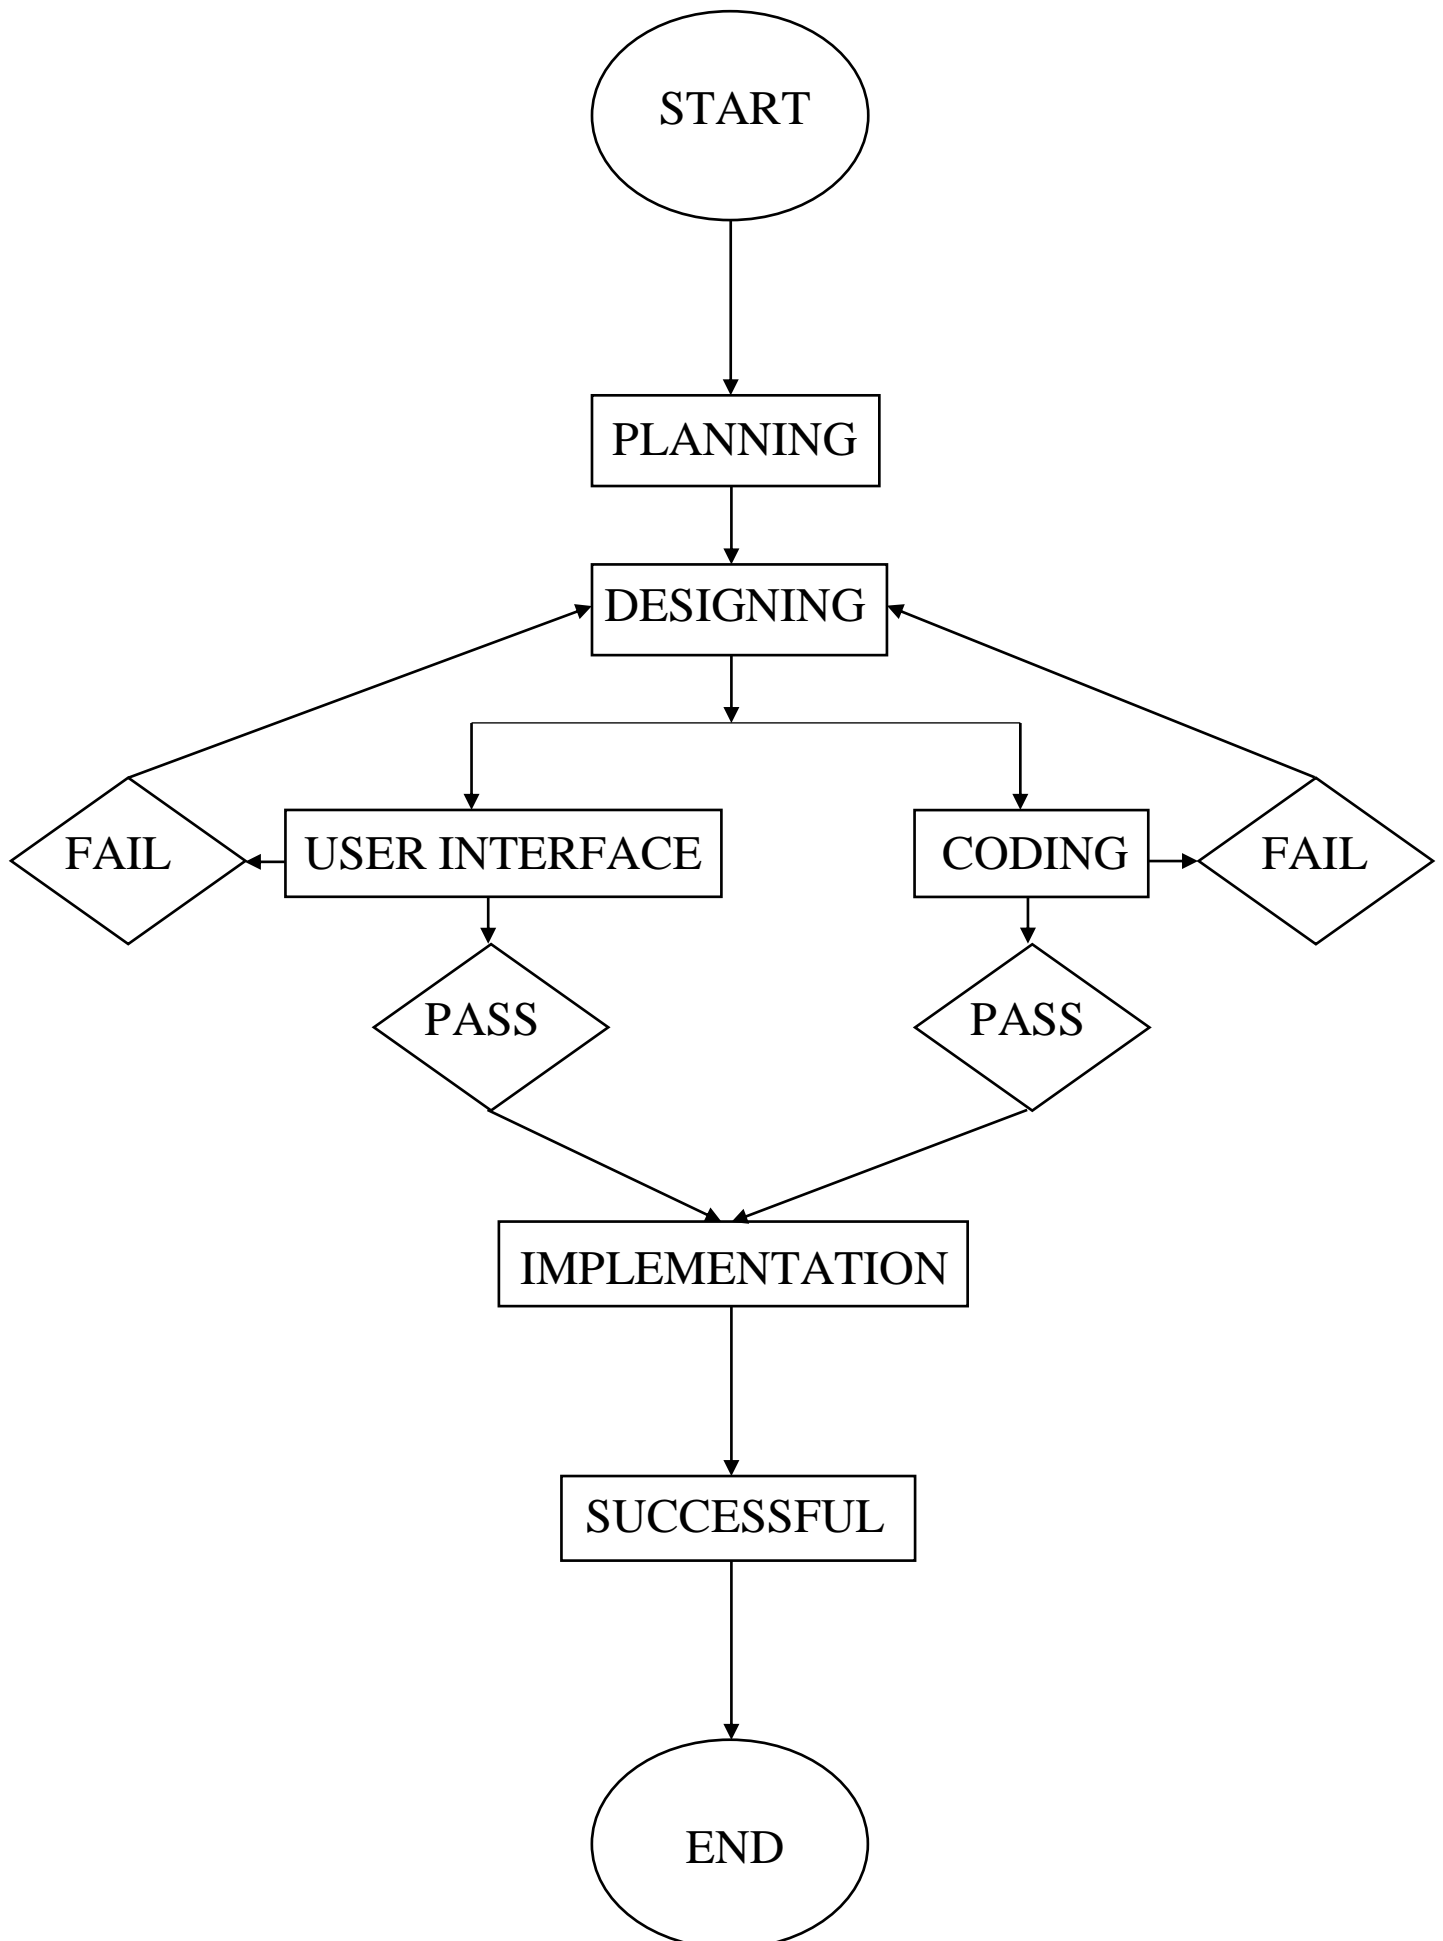 START
PLANNING
DESIGNING
FAIL
USER INTERFACE
CODING
FAIL
PASS
PASS
IMPLEMENTATION
SUCCESSFUL
END